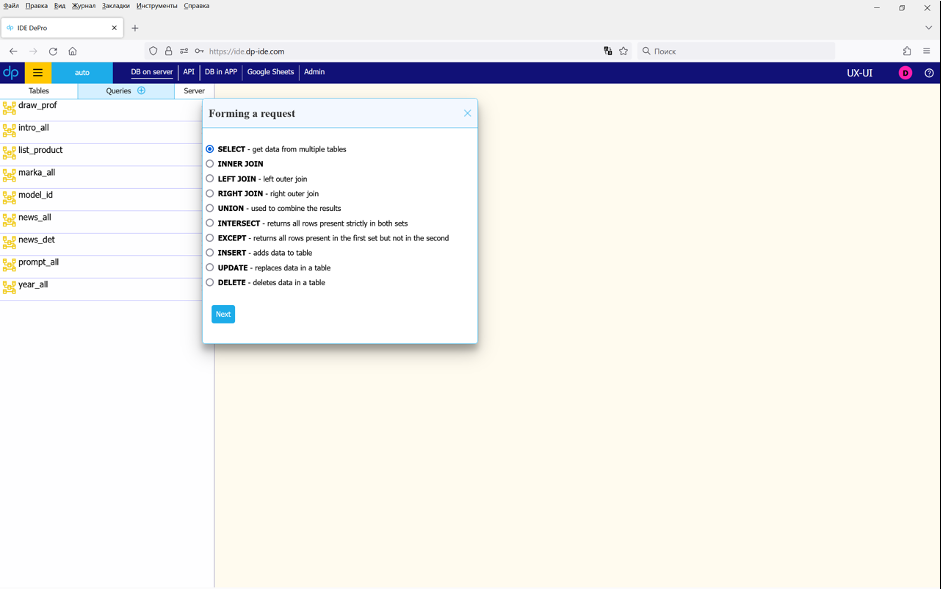 Файл Правка Вид Журнал Закладки Инструменты Справка
dp IDE DePro
https://ide.dp-ide.com
Поиск
dp auto DB on server API DB in APP Google Sheets Admin UX-UI D
Tables Queries Server
draw_prof
intro_all
list_product
marka_all
model_id
news_all
news_det
prompt_all
year_all
Forming a request
SELECT - get data from multiple tables
INNER JOIN
LEFT JOIN - left outer join
RIGHT JOIN - right outer join
UNION - used to combine the results
INTERSECT - returns all rows present strictly in both sets
EXCEPT - returns all rows present in the first set but not in the second
INSERT - adds data to table
UPDATE - replaces data in a table
DELETE - deletes data in a table
Next